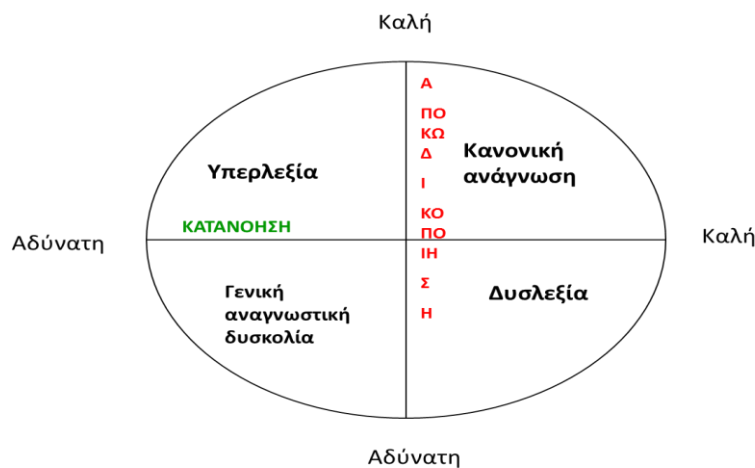 Καλή
Α
ΠΟ
ΚΩ
Δ
Ι
ΚΟ
ΠΟ
ΙΗ
Σ
Η
Υπερλεξία
Κανονική
ανάγνωση
ΚΑΤΑΝΟΗΣΗ
Αδύνατη
Καλή
Γενική
αναγνωστική
δυσκολία
Δυσλεξία
Αδύνατη